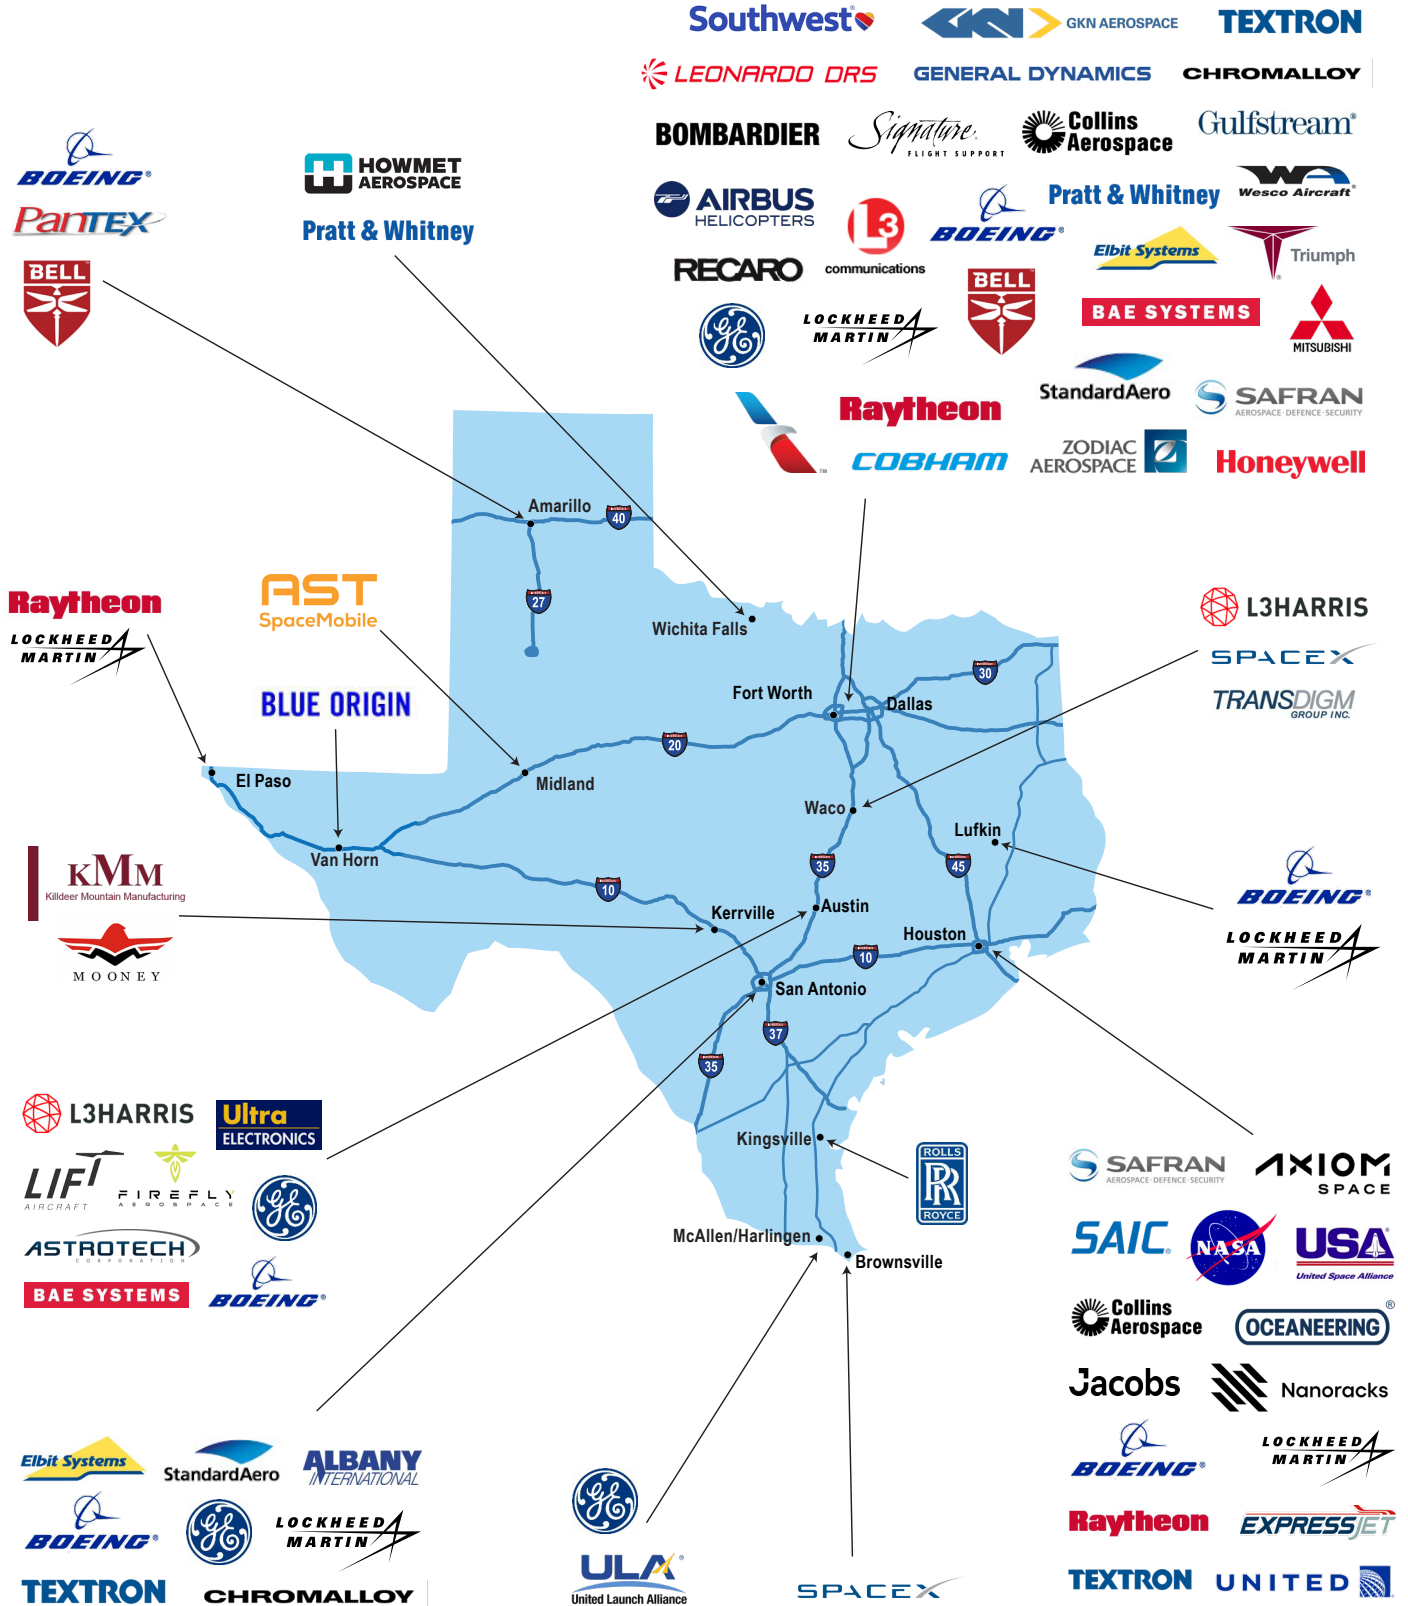 Southwest®
GKN AEROSPACE
TEXTRON
LEONARDO DRS
GENERAL DYNAMICS
CHROMALLOY
BOMBARDIER
Signature.
FLIGHT SUPPORT
Collins
Aerospace
Gulfstream®
AIRBUS
HELICOPTERS
L3
communications
BOEING®
Pratt & Whitney
WA
Wesco Aircraft®
RECARO
BELL
Elbit Systems
Triumph
®
GE
LOCKHEED
MARTIN
BAE SYSTEMS
MITSUBISHI
StandardAero
SAFRAN
AEROSPACE·DEFENCE·SECURITY
™
Raytheon
COBHAM
ZODIAC
AEROSPACE
Honeywell
BOEING®
PanTEX
BELL
HOWMET
AEROSPACE
Pratt & Whitney
Amarillo
40
27
Wichita Falls
Raytheon
LOCKHEED
MARTIN
AST
SpaceMobile
BLUE ORIGIN
L3HARRIS
SPACEX
TRANSDIGM
GROUP INC.
30
Fort Worth
Dallas
20
El Paso
Midland
Waco
Van Horn
Lufkin
35
45
10
Austin
Kerrville
Houston
10
San Antonio
37
35
KMM
Killdeer Mountain Manufacturing
MOONEY
BOEING®
LOCKHEED
MARTIN
L3HARRIS
Ultra
ELECTRONICS
LIFT
AIRCRAFT
FIREFLY
AEROSPACE
GE
ASTROTECH
CORPORATION
BAE SYSTEMS
BOEING®
Kingsville
ROLLS
RR
ROYCE
McAllen/Harlingen
Brownsville
SAFRAN
AEROSPACE·DEFENCE·SECURITY
AXIOM
SPACE
SAIC®
NASA
USA®
United Space Alliance
Collins
Aerospace
OCEANEERING®
Jacobs
Nanoracks
BOEING®
LOCKHEED
MARTIN
Raytheon
EXPRESSJET
TEXTRON
UNITED
Elbit Systems
StandardAero
ALBANY
INTERNATIONAL
BOEING®
GE
LOCKHEED
MARTIN
TEXTRON
CHROMALLOY
GE
ULA®
United Launch Alliance
SPACEX